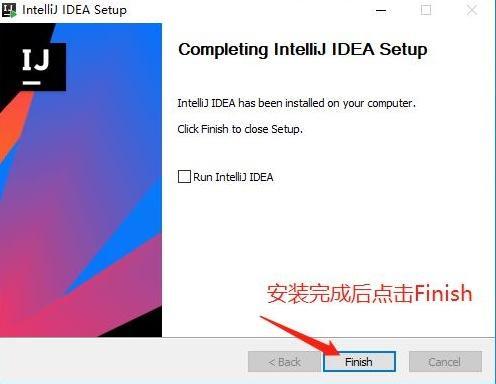 IntelliJ IDEA Setup
IJ
Completing IntelliJ IDEA Setup
IntelliJ IDEA has been installed on your computer.
Click Finish to close Setup.
Run IntelliJ IDEA
安装完成后点击Finish
< Back
Finish
Cancel